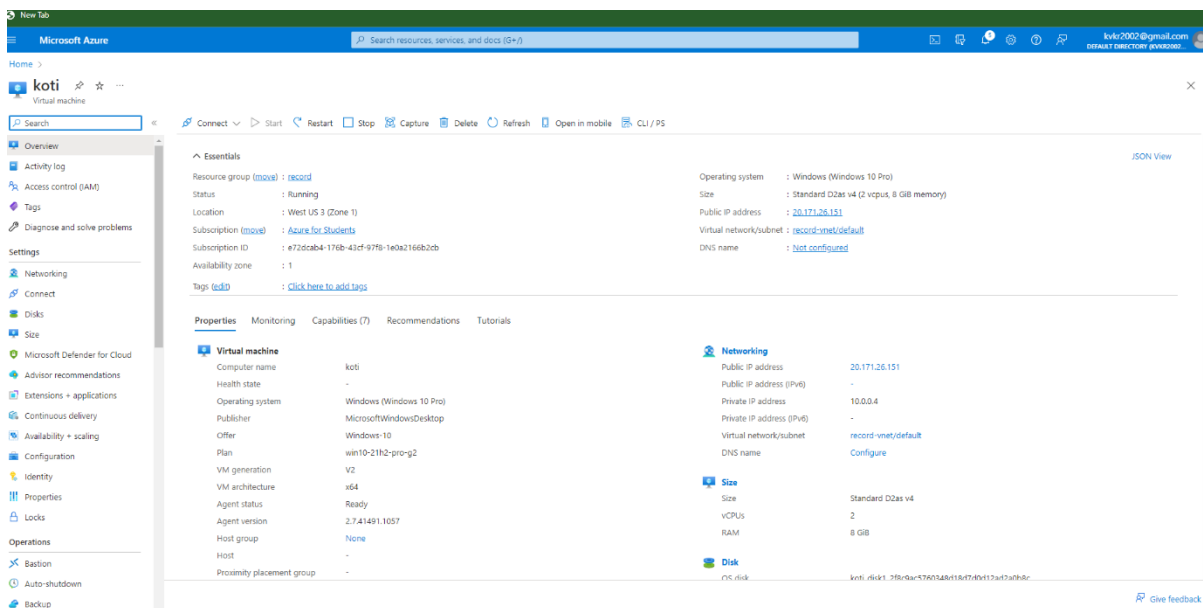 New Tab
Microsoft Azure
Search resources, services, and docs (G+/)
1
kvkr2002@gmail.com
DEFAULT DIRECTORY (KVKR2002...
Home >
koti
Virtual machine
Search
Connect
Start
Restart
Stop
Capture
Delete
Refresh
Open in mobile
CLI / PS
Overview
Activity log
Access control (IAM)
Tags
Diagnose and solve problems
Settings
Networking
Connect
Disks
Size
Microsoft Defender for Cloud
Advisor recommendations
Extensions + applications
Continuous delivery
Availability + scaling
Configuration
Identity
Properties
Locks
Operations
Bastion
Auto-shutdown
Backup
Essentials
JSON View
Resource group (move) : record
Status : Running
Location : West US 3 (Zone 1)
Subscription (move) : Azure for Students
Subscription ID : e72dcab4-176b-43cf-97f8-1e0a2166b2cb
Availability zone : 1
Tags (edit) : Click here to add tags
Operating system : Windows (Windows 10 Pro)
Size : Standard D2as v4 (2 vcpus, 8 GiB memory)
Public IP address : 20.171.26.151
Virtual network/subnet : record-vnet/default
DNS name : Not configured
Properties Monitoring Capabilities (7) Recommendations Tutorials
Virtual machine
Computer name koti
Health state -
Operating system Windows (Windows 10 Pro)
Publisher MicrosoftWindowsDesktop
Offer Windows-10
Plan win10-21h2-pro-g2
VM generation V2
VM architecture x64
Agent status Ready
Agent version 2.7.41491.1057
Host group None
Host -
Proximity placement group -
Networking
Public IP address 20.171.26.151
Public IP address (IPv6) -
Private IP address 10.0.0.4
Private IP address (IPv6) -
Virtual network/subnet record-vnet/default
DNS name Configure
Size
Size Standard D2as v4
vCPUs 2
RAM 8 GiB
Disk
OS disk
Give feedback